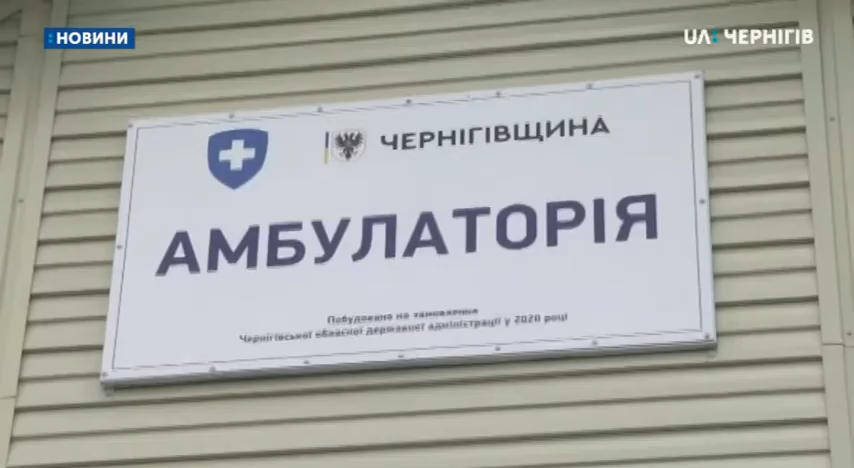 НОВИНИ
UA: ЧЕРНІГІВ
ЧЕРНІГІВЩИНА
АМБУЛАТОРІЯ
Побудовано на замовлення
Чернігівської обласної державної адміністрації у 2020 році